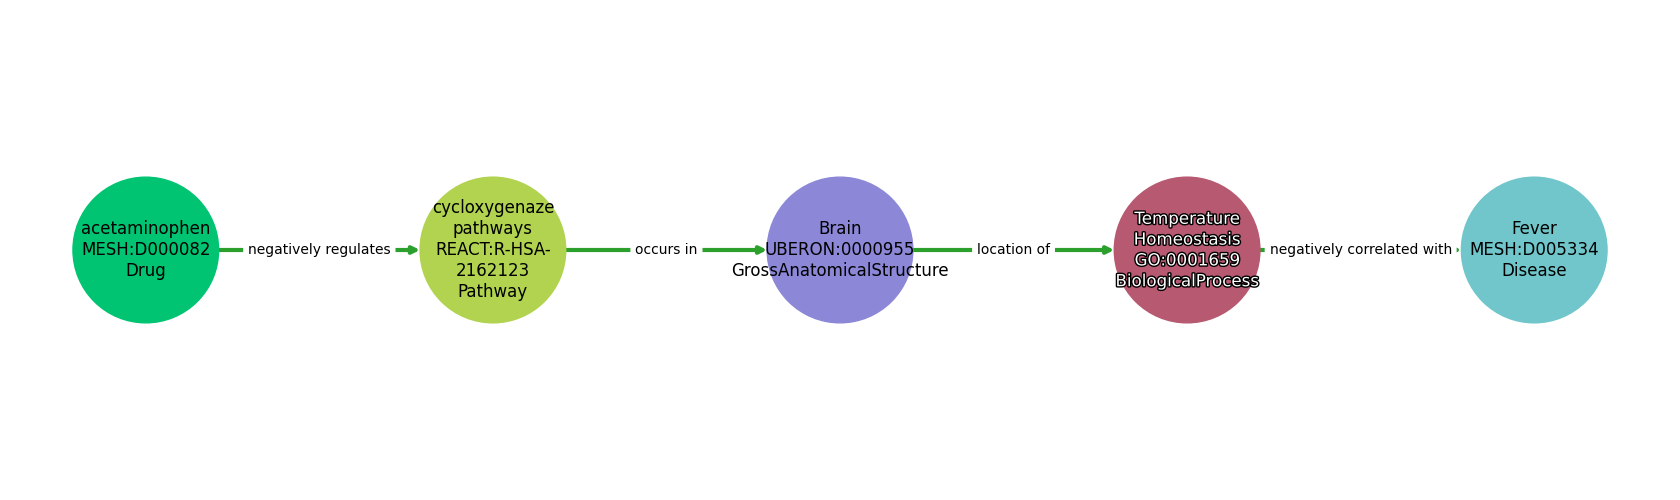 acetaminophen
MESH:D000082
Drug
negatively regulates
cycloxygenaze
pathways
REACT:R-HSA-
2162123
Pathway
occurs in
Brain
UBERON:0000955
GrossAnatomicalStructure
location of
Temperature
Homeostasis
GO:0001659
BiologicalProcess
negatively correlated with
Fever
MESH:D005334
Disease